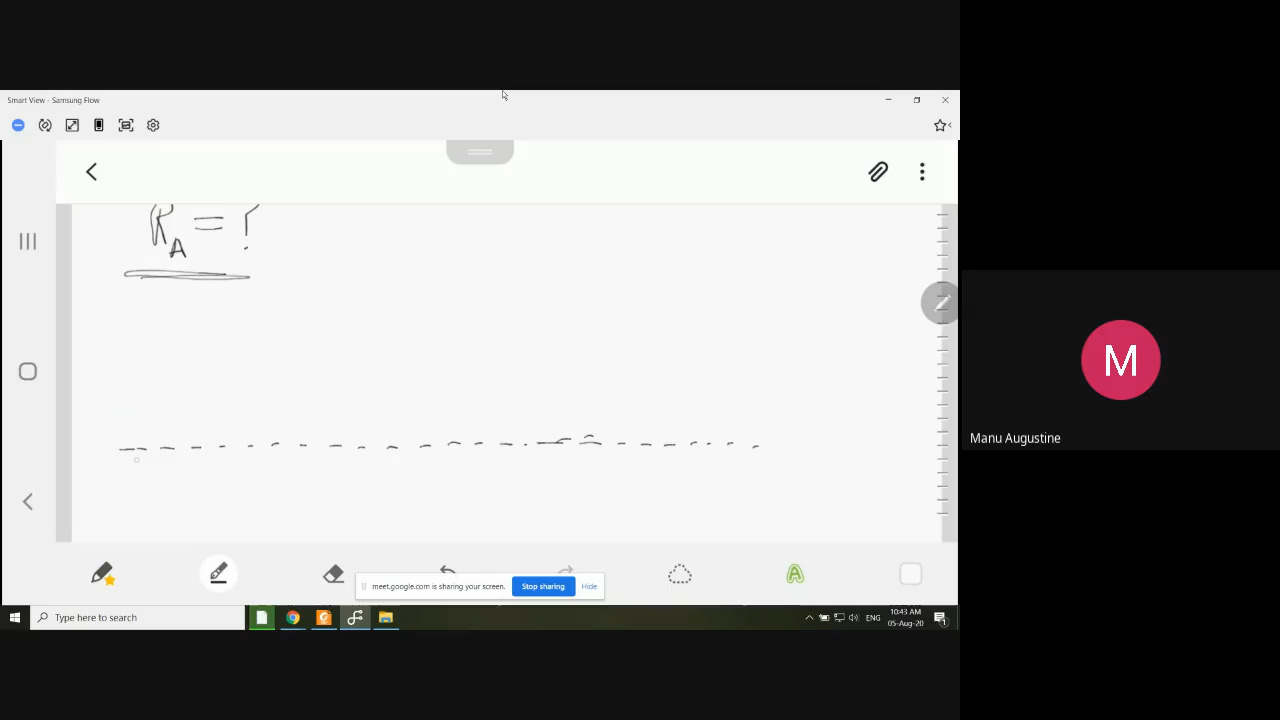 Smart View - Samsung Flow
R_A = ?
M
Manu Augustine
A
meet.google.com is sharing your screen. Stop sharing Hide
Type here to search
ENG
10:43 AM
05-Aug-20
1